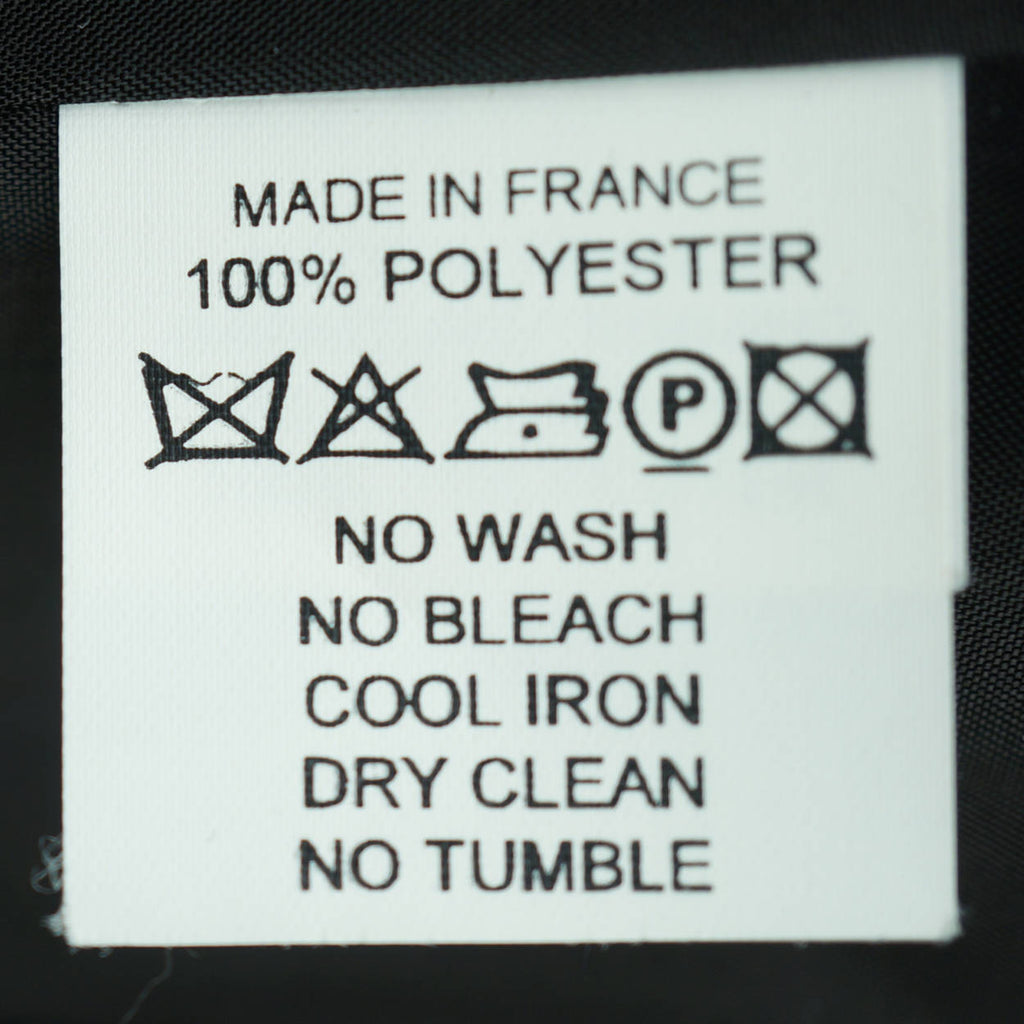 MADE IN FRANCE
100% POLYESTER
P
NO WASH
NO BLEACH
COOL IRON
DRY CLEAN
NO TUMBLE